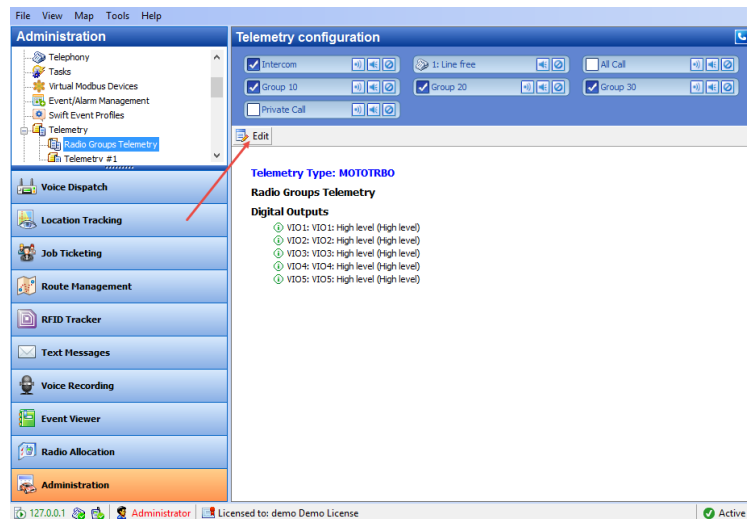 File View Map Tools Help
Administration
Telemetry configuration
Telephony
Tasks
Virtual Modbus Devices
Event/Alarm Management
Swift Event Profiles
Telemetry
Radio Groups Telemetry
Telemetry #1
Intercom
1: Line free
All Call
Group 10
Group 20
Group 30
Private Call
Edit
Telemetry Type: MOTOTRBO
Radio Groups Telemetry
Digital Outputs
VIO1: VIO1: High level (High level)
VIO2: VIO2: High level (High level)
VIO3: VIO3: High level (High level)
VIO4: VIO4: High level (High level)
VIO5: VIO5: High level (High level)
Voice Dispatch
Location Tracking
Job Ticketing
Route Management
RFID Tracker
Text Messages
Voice Recording
Event Viewer
Radio Allocation
Administration
127.0.0.1 Administrator Licensed to: demo Demo License Active